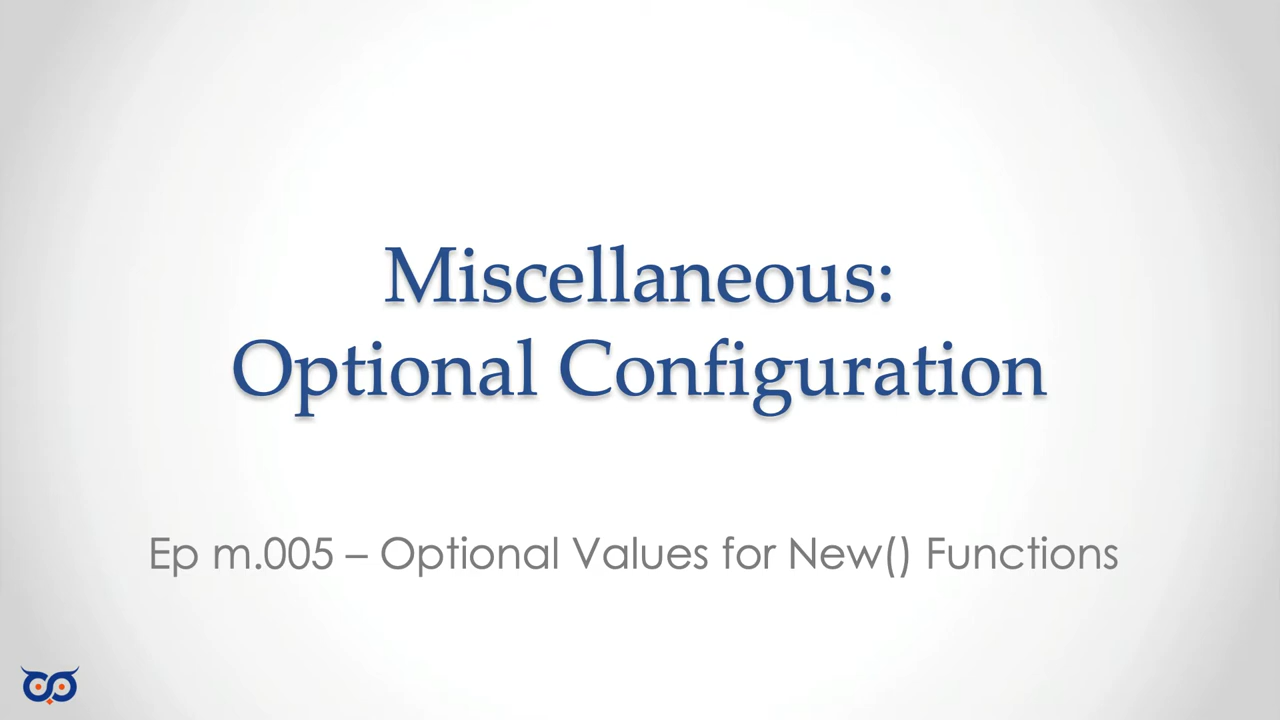 Miscellaneous:
Optional Configuration
Ep m.005 – Optional Values for New() Functions